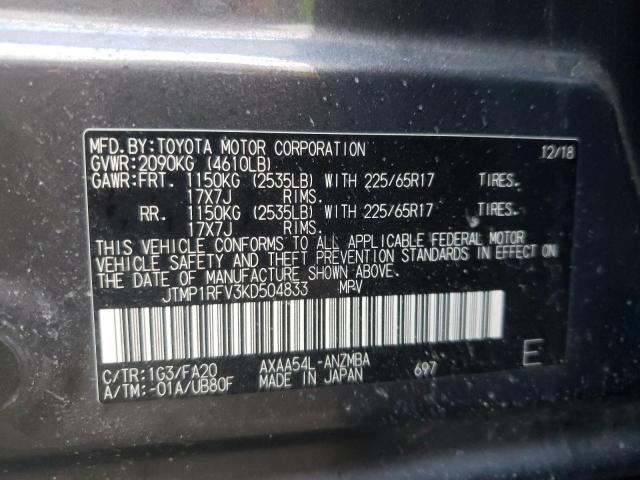 MFD.BY:TOYOTA MOTOR CORPORATION 12/18
GVWR:2090KG (4610LB)
GAWR:FRT. 1150KG (2535LB) WITH 225/65R17 TIRES.
17X7J RIMS.
RR. 1150KG (2535LB) WITH 225/65R17 TIRES.
17X7J RIMS.
THIS VEHICLE CONFORMS TO ALL APPLICABLE FEDERAL MOTOR
VEHICLE SAFETY AND THEFT PREVENTION STANDARDS IN EFFECT ON
THE DATE OF MANUFACTURE SHOWN ABOVE.
JTMP1RFV3KD504833 MPV
C/TR:1G3/FA20 AXAA54L-ANZMBA 697 E
A/TM:-01A/UB80F MADE IN JAPAN